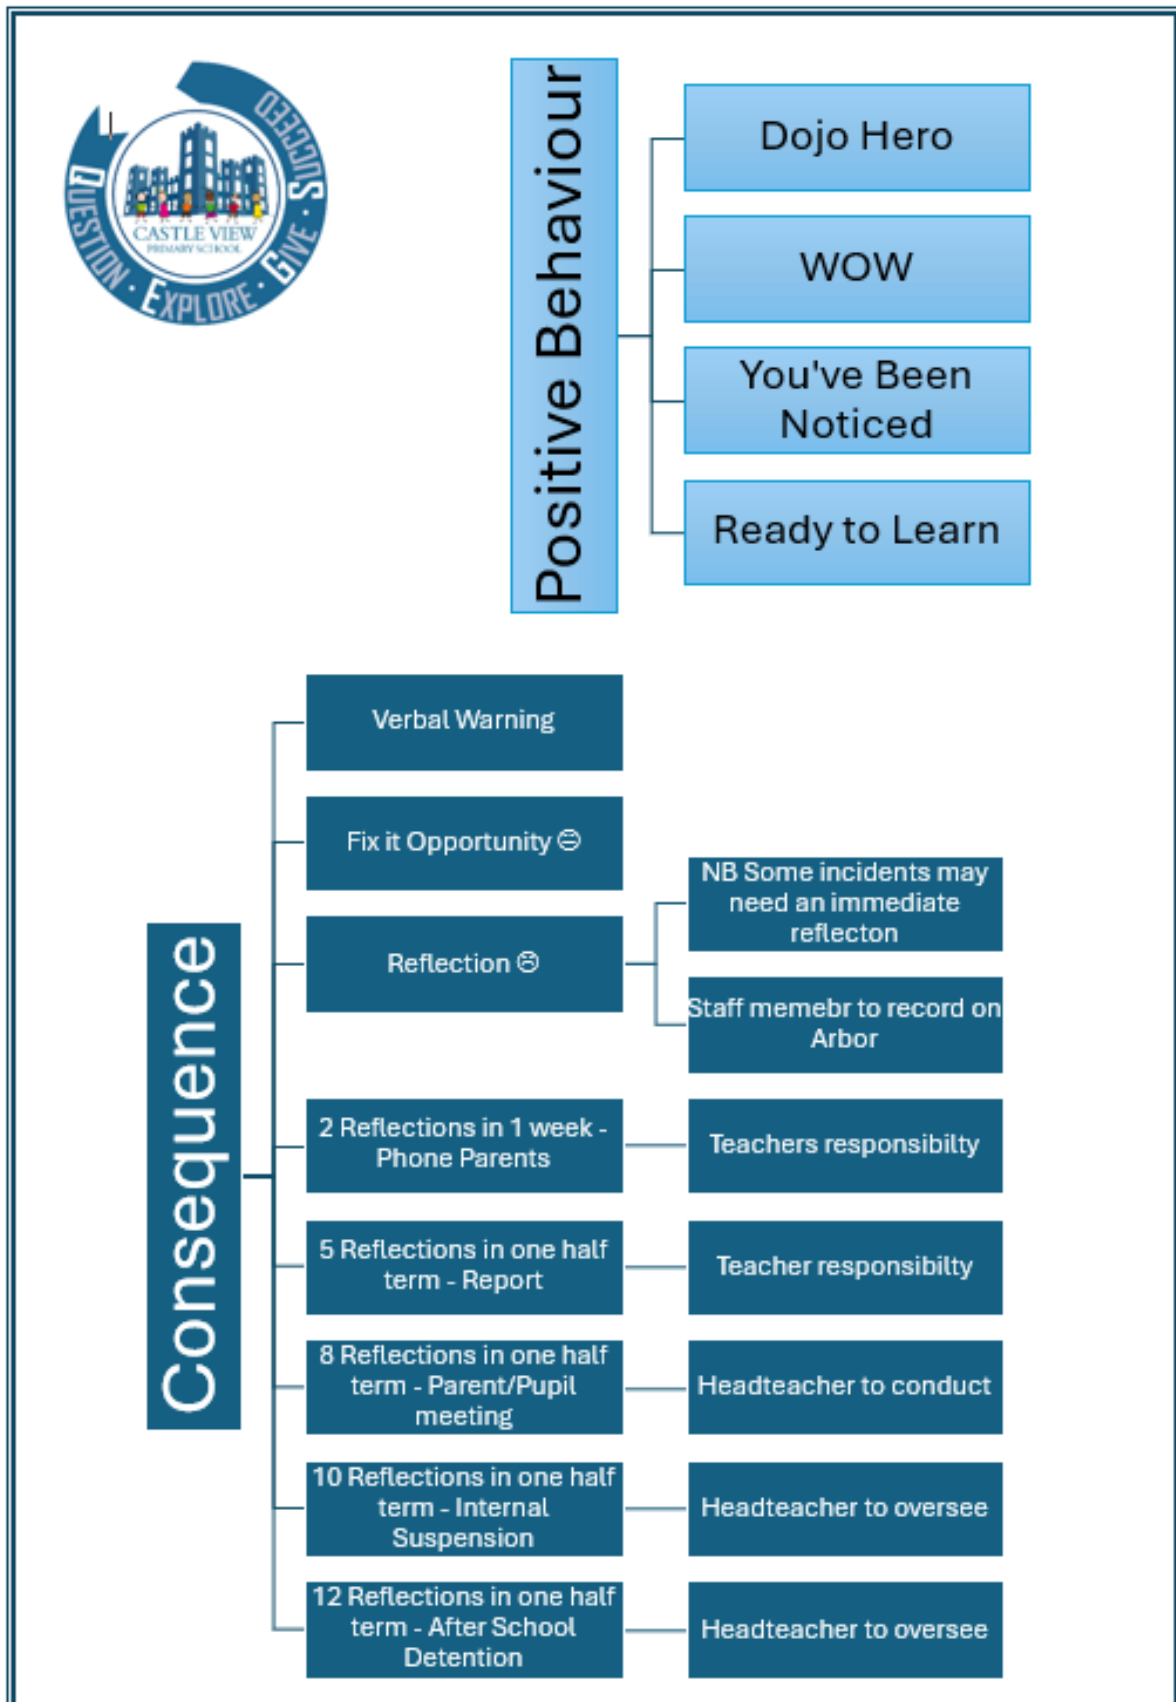 QUESTION · EXPLORE · GIVE · SUCCEED
CASTLE VIEW
PRIMARY SCHOOL
Positive Behaviour
Dojo Hero
WOW
You've Been
Noticed
Ready to Learn
Consequence
Verbal Warning
Fix it Opportunity 😑
Reflection ☹
NB Some incidents may
need an immediate
reflecton
Staff memebr to record on
Arbor
2 Reflections in 1 week -
Phone Parents
Teachers responsibilty
5 Reflections in one half
term - Report
Teacher responsibilty
8 Reflections in one half
term - Parent/Pupil
meeting
Headteacher to conduct
10 Reflections in one half
term - Internal
Suspension
Headteacher to oversee
12 Reflections in one half
term - After School
Detention
Headteacher to oversee